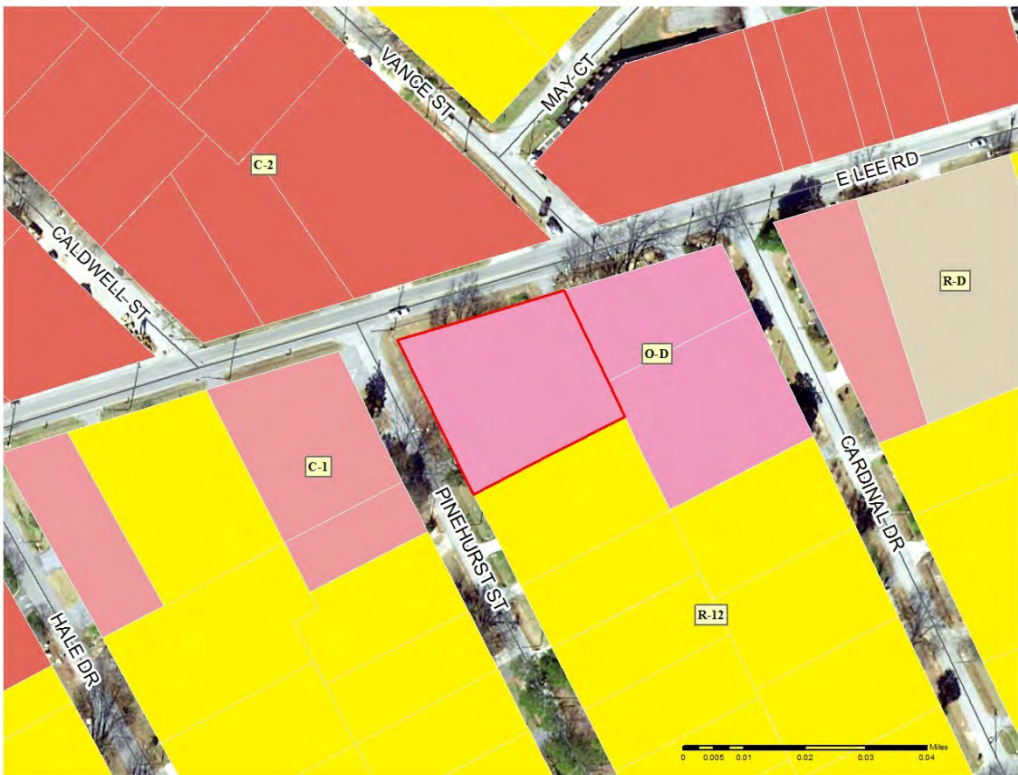 VANCE ST
MAY CT
C-2
E LEE RD
CALDWELL ST
R-D
O-D
C-1
CARDINAL DR
PINEHURST ST
R-12
HALE DR
Miles
0 0.005 0.01 0.02 0.03 0.04